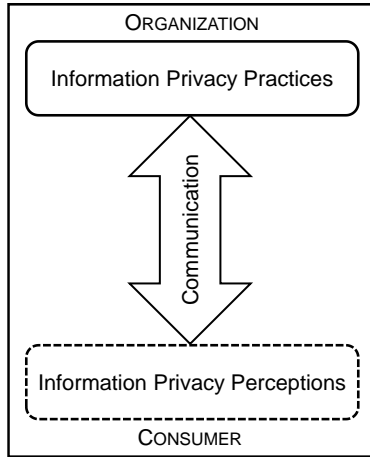 ORGANIZATION
Information Privacy Practices
Communication
Information Privacy Perceptions
CONSUMER